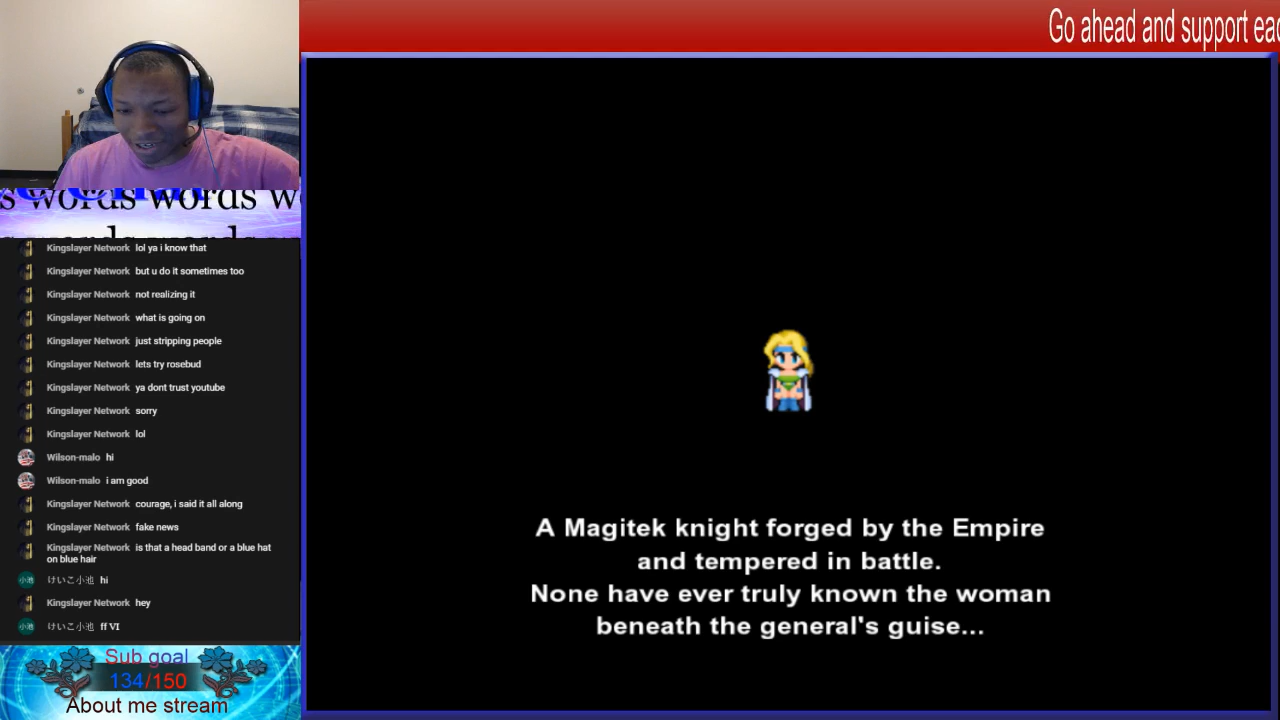 Go ahead and support eac
s words words w
Kingslayer Network lol ya i know that
Kingslayer Network but u do it sometimes too
Kingslayer Network not realizing it
Kingslayer Network what is going on
Kingslayer Network just stripping people
Kingslayer Network lets try rosebud
Kingslayer Network ya dont trust youtube
Kingslayer Network sorry
Kingslayer Network lol
Wilson-malo hi
Wilson-malo i am good
Kingslayer Network courage, i said it all along
Kingslayer Network fake news
Kingslayer Network is that a head band or a blue hat
on blue hair
小池 けいこ小池 hi
Kingslayer Network hey
小池 けいこ小池 ff VI
Sub goal
134/150
About me stream
A Magitek knight forged by the Empire
and tempered in battle.
None have ever truly known the woman
beneath the general's guise...